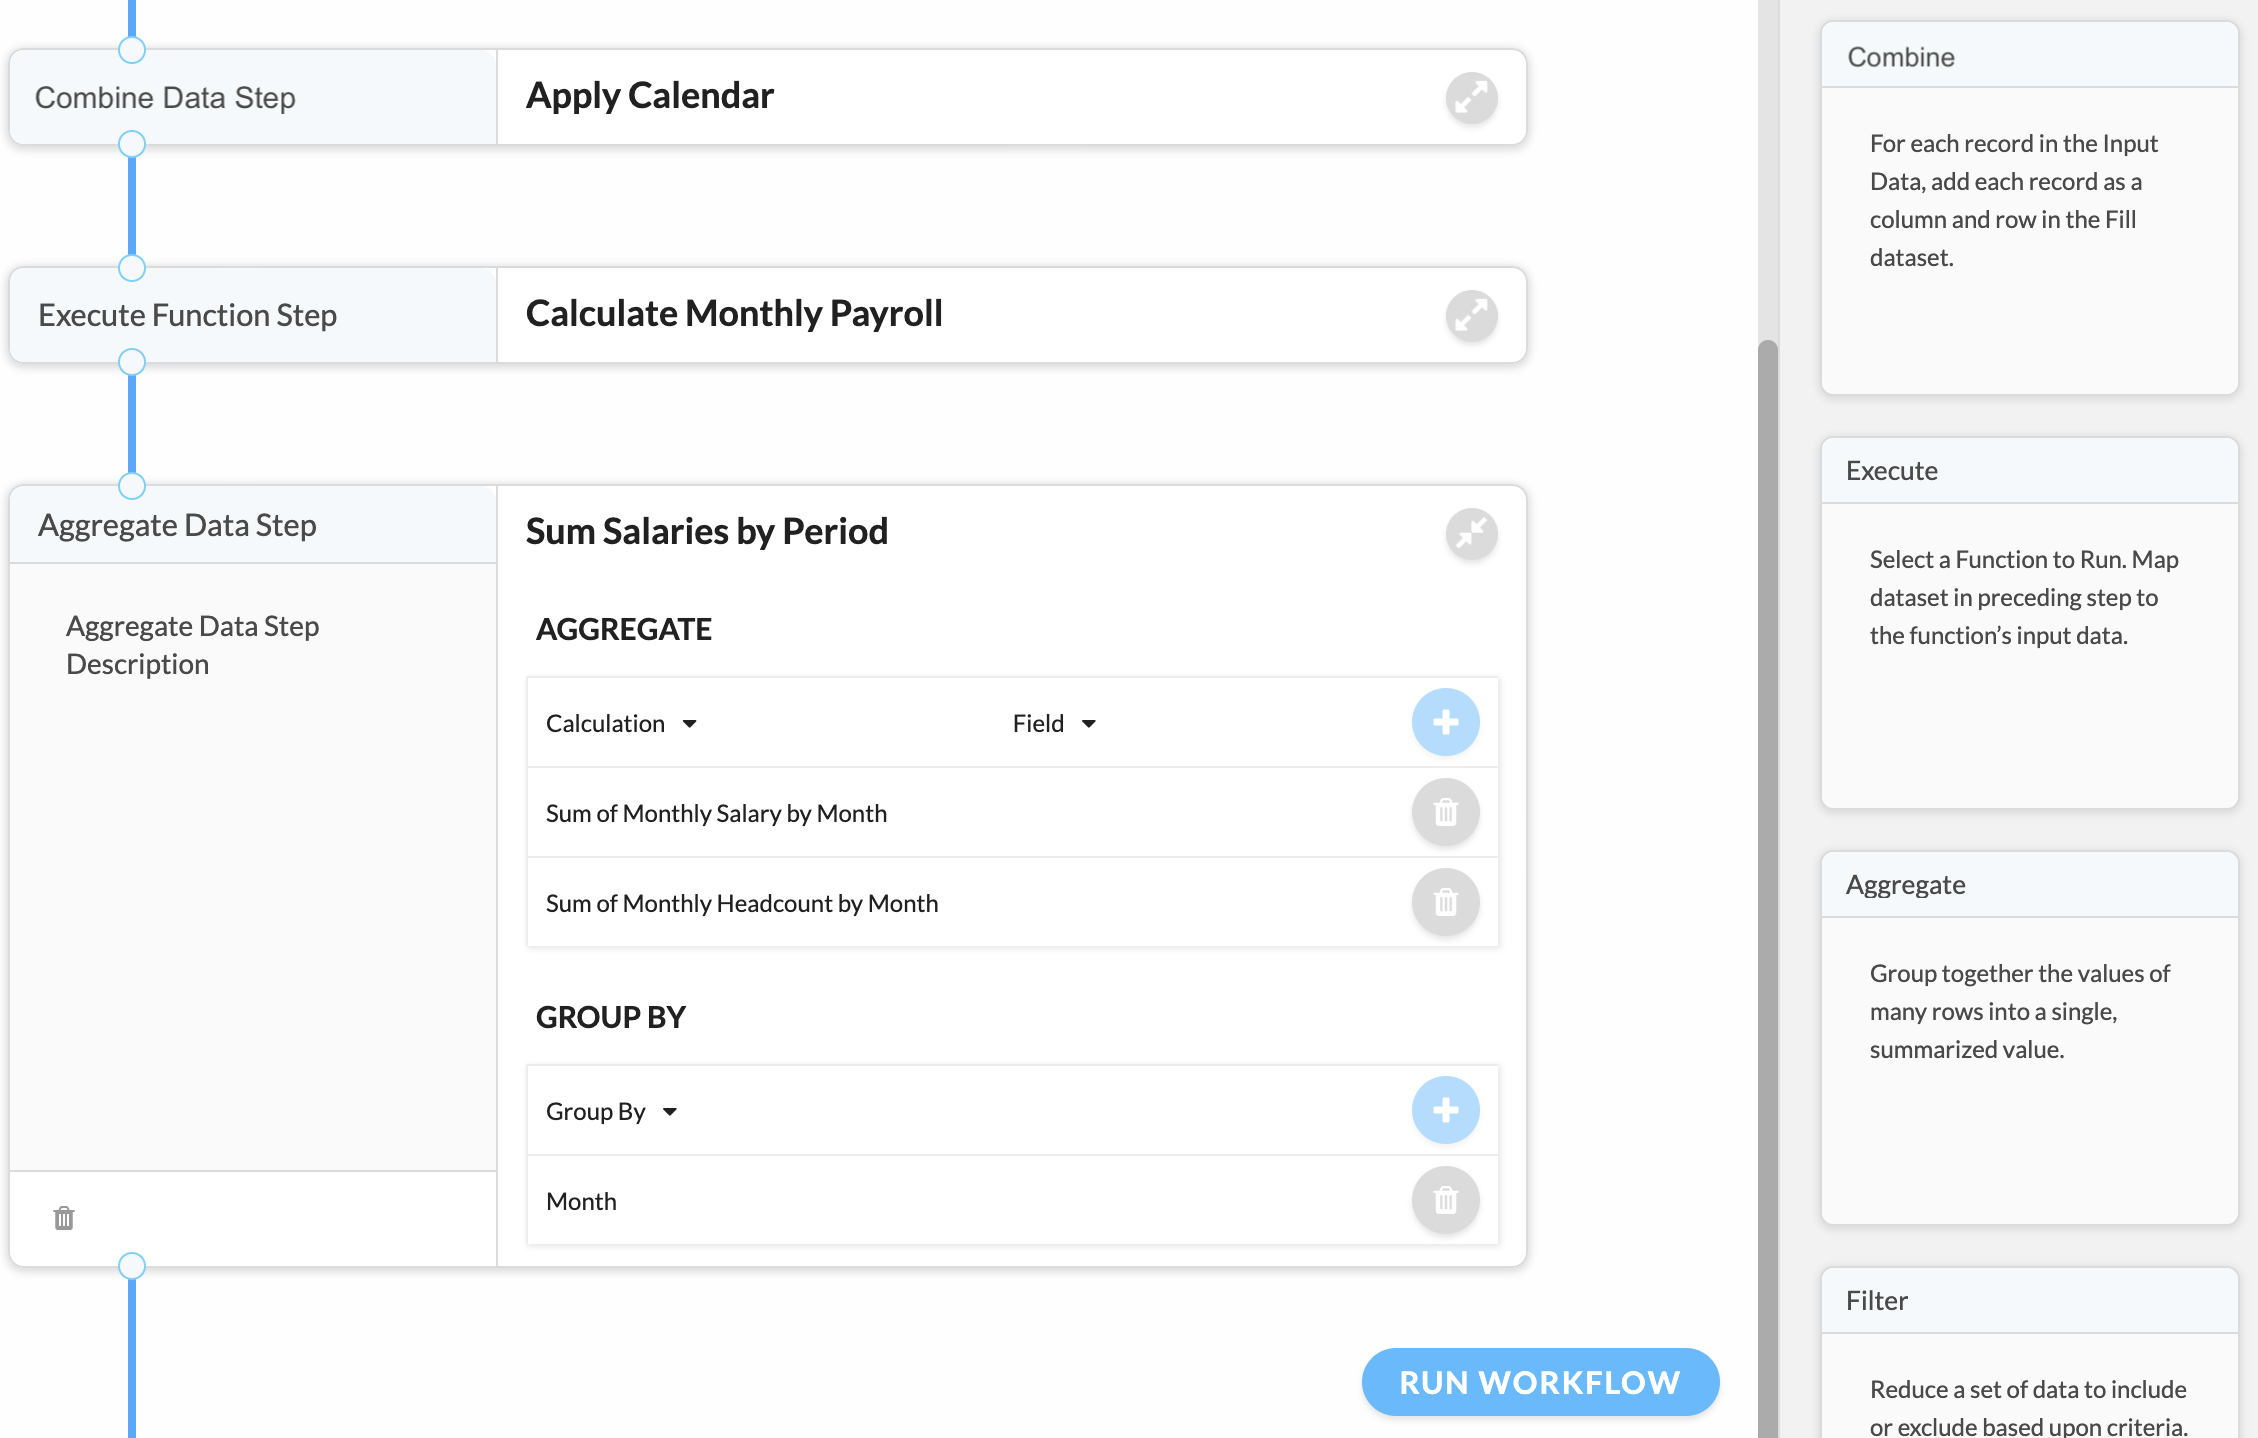 Combine Data Step
Apply Calendar
Execute Function Step
Calculate Monthly Payroll
Aggregate Data Step
Sum Salaries by Period
Aggregate Data Step
Description
AGGREGATE
Calculation
Field
Sum of Monthly Salary by Month
Sum of Monthly Headcount by Month
GROUP BY
Group By
Month
RUN WORKFLOW
Combine
For each record in the Input
Data, add each record as a
column and row in the Fill
dataset.
Execute
Select a Function to Run. Map
dataset in preceding step to
the function’s input data.
Aggregate
Group together the values of
many rows into a single,
summarized value.
Filter
Reduce a set of data to include
or exclude based upon criteria.